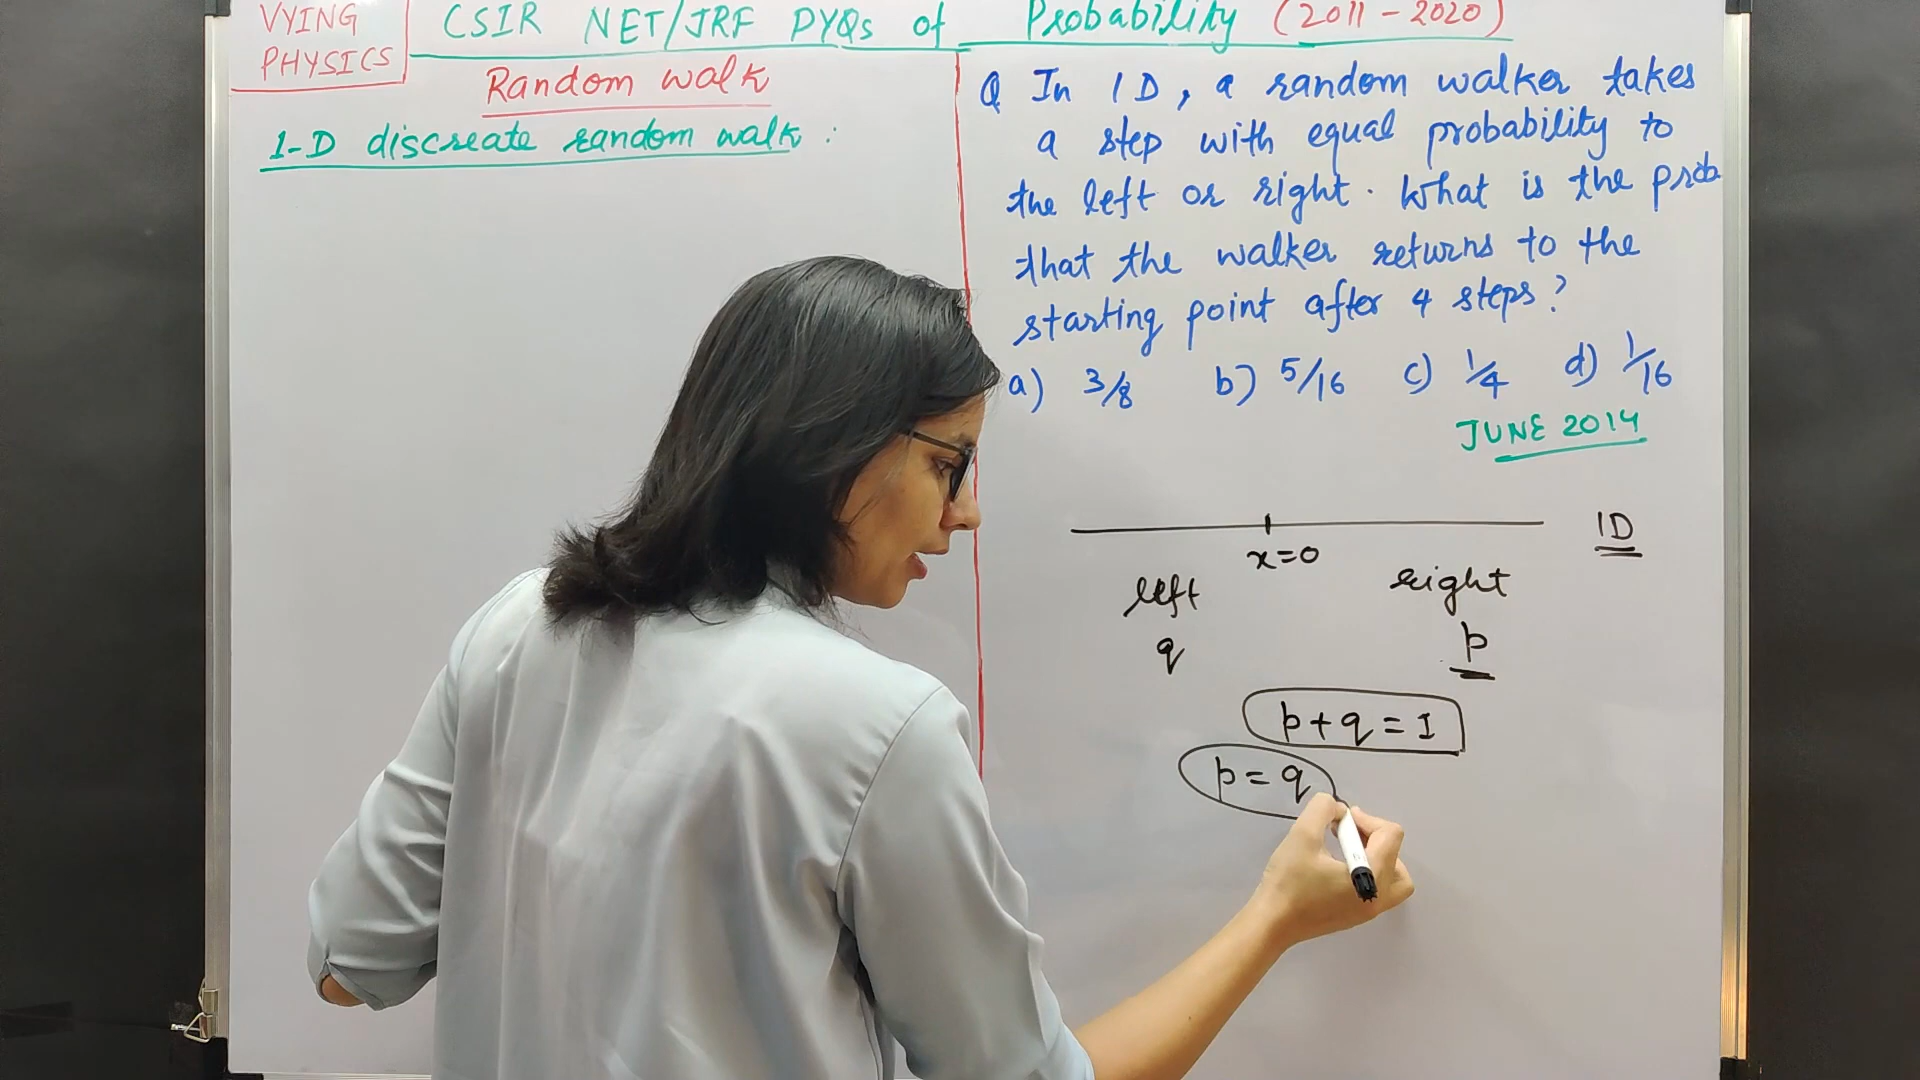 VYING
PHYSICS
CSIR NET/JRF PYQs of Probability (2011-2020)
Random walk
1-D discreate random walk :
Q In 1D, a random walker takes
a step with equal probability to
the left or right. What is the prob
that the walker returns to the
starting point after 4 steps?
a) 3/8 b) 5/16 c) 1/4 d) 1/16
JUNE 2014
1D
x=0
left right
q p
p+q=1
p=q